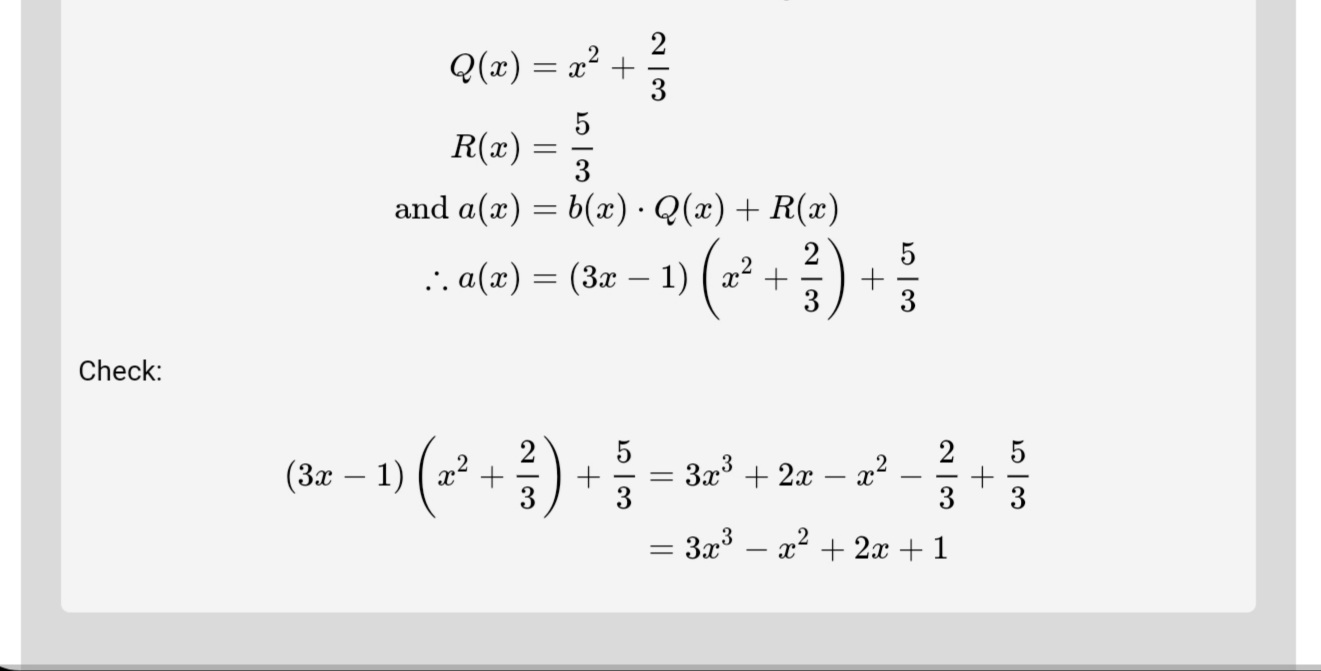 Q(x) = x² + 2/3
R(x) = 5/3
and a(x) = b(x) · Q(x) + R(x)
∴ a(x) = (3x − 1) (x² + 2/3) + 5/3
Check:
(3x − 1) (x² + 2/3) + 5/3 = 3x³ + 2x − x² − 2/3 + 5/3
= 3x³ − x² + 2x + 1